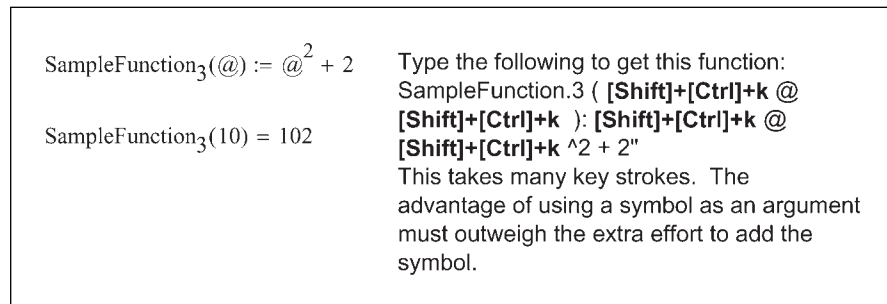 SampleFunction₃(@) := @² + 2
SampleFunction₃(10) = 102
Type the following to get this function:
SampleFunction.3 ( [Shift]+[Ctrl]+k @
[Shift]+[Ctrl]+k ): [Shift]+[Ctrl]+k @
[Shift]+[Ctrl]+k ^2 + 2"
This takes many key strokes. The
advantage of using a symbol as an argument
must outweigh the extra effort to add the
symbol.